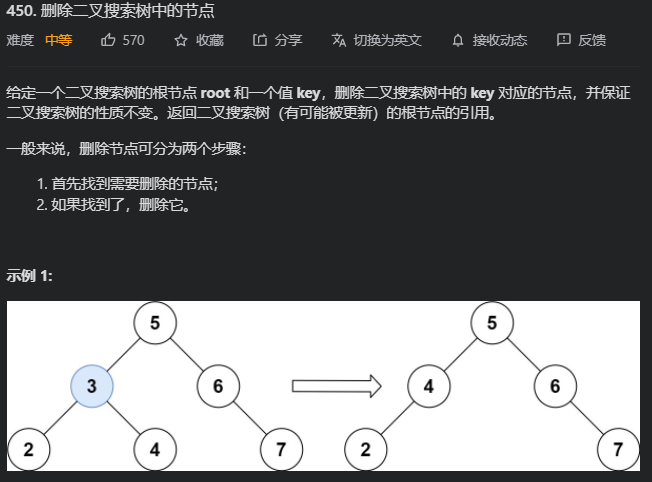 450. 删除二叉搜索树中的节点
难度 中等 570 收藏 分享 切换为英文 接收动态 反馈
给定一个二叉搜索树的根节点 root 和一个值 key，删除二叉搜索树中的 key 对应的节点，并保证
二叉搜索树的性质不变。返回二叉搜索树（有可能被更新）的根节点的引用。
一般来说，删除节点可分为两个步骤：
1. 首先找到需要删除的节点；
2. 如果找到了，删除它。
示例 1:
5 5
3 6 4 6
2 4 7 2 7